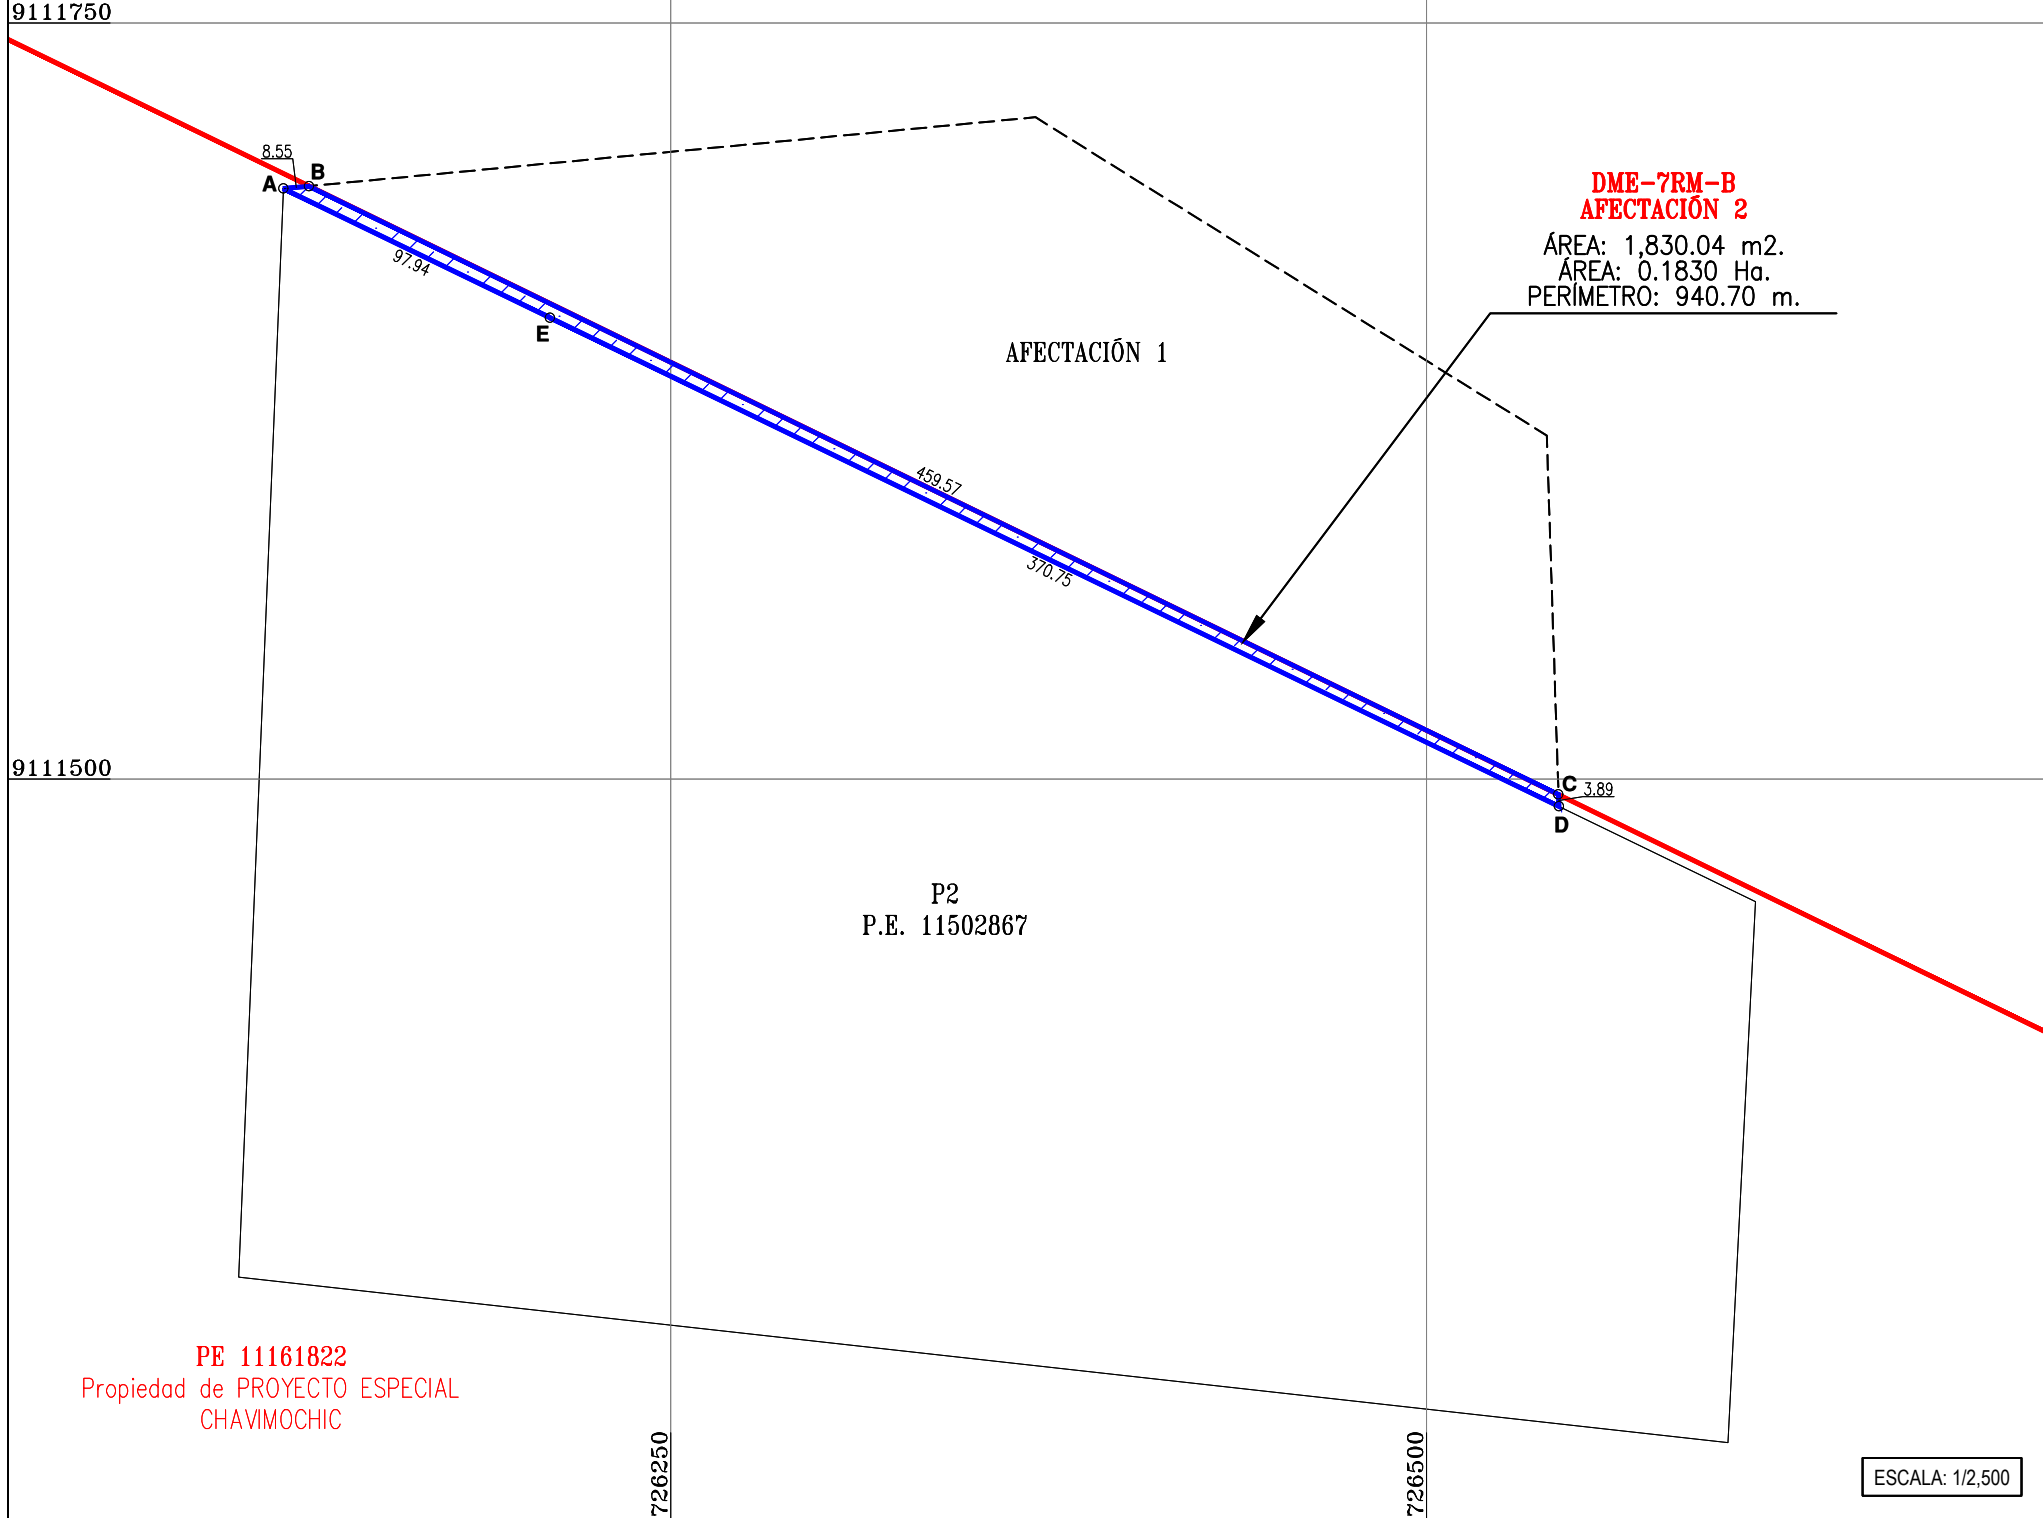 9111750
8.55
A
B
DME-7RM-B
AFECTACIÓN 2
ÁREA: 1,830.04 m2.
ÁREA: 0.1830 Ha.
PERÍMETRO: 940.70 m.
97.94
E
AFECTACIÓN 1
459.57
370.75
9111500
C
3.89
D
P2
P.E. 11502867
PE 11161822
Propiedad de PROYECTO ESPECIAL
CHAVIMOCHIC
726250
726500
ESCALA: 1/2,500